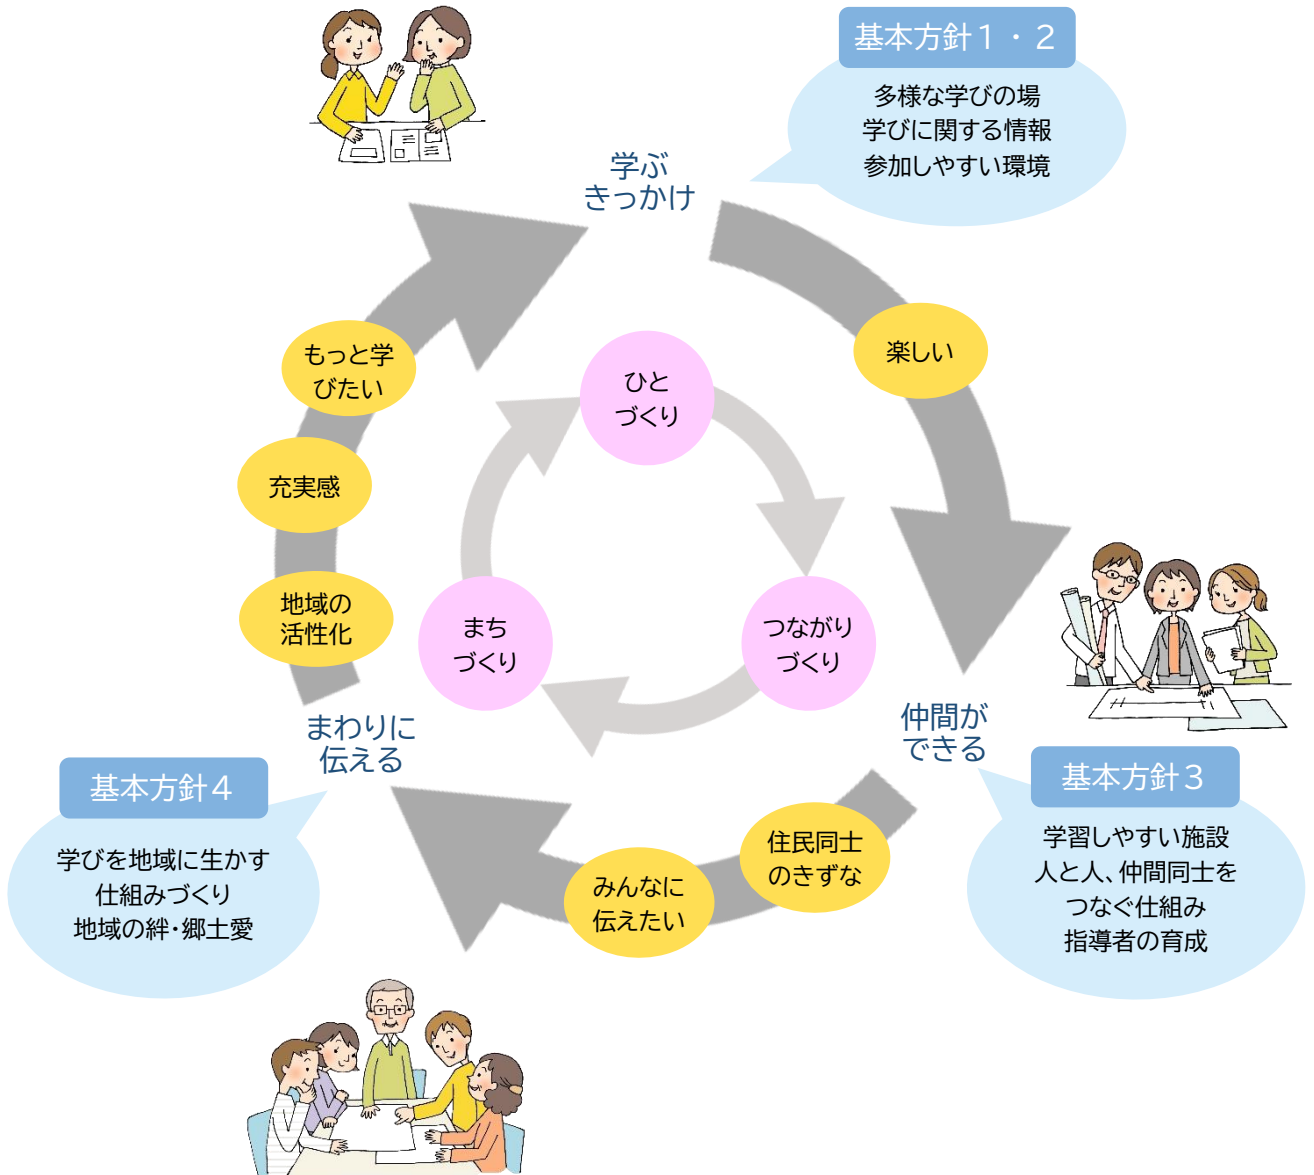 基本方針１・２
多様な学びの場
学びに関する情報
参加しやすい環境
学ぶ
きっかけ
楽しい
もっと学
びたい
ひと
づくり
充実感
地域の
活性化
まち
づくり
つながり
づくり
まわりに
伝える
仲間が
できる
基本方針４
学びを地域に生かす
仕組みづくり
地域の絆・郷土愛
基本方針３
学習しやすい施設
人と人、仲間同士を
つなぐ仕組み
指導者の育成
住民同士
のきずな
みんなに
伝えたい